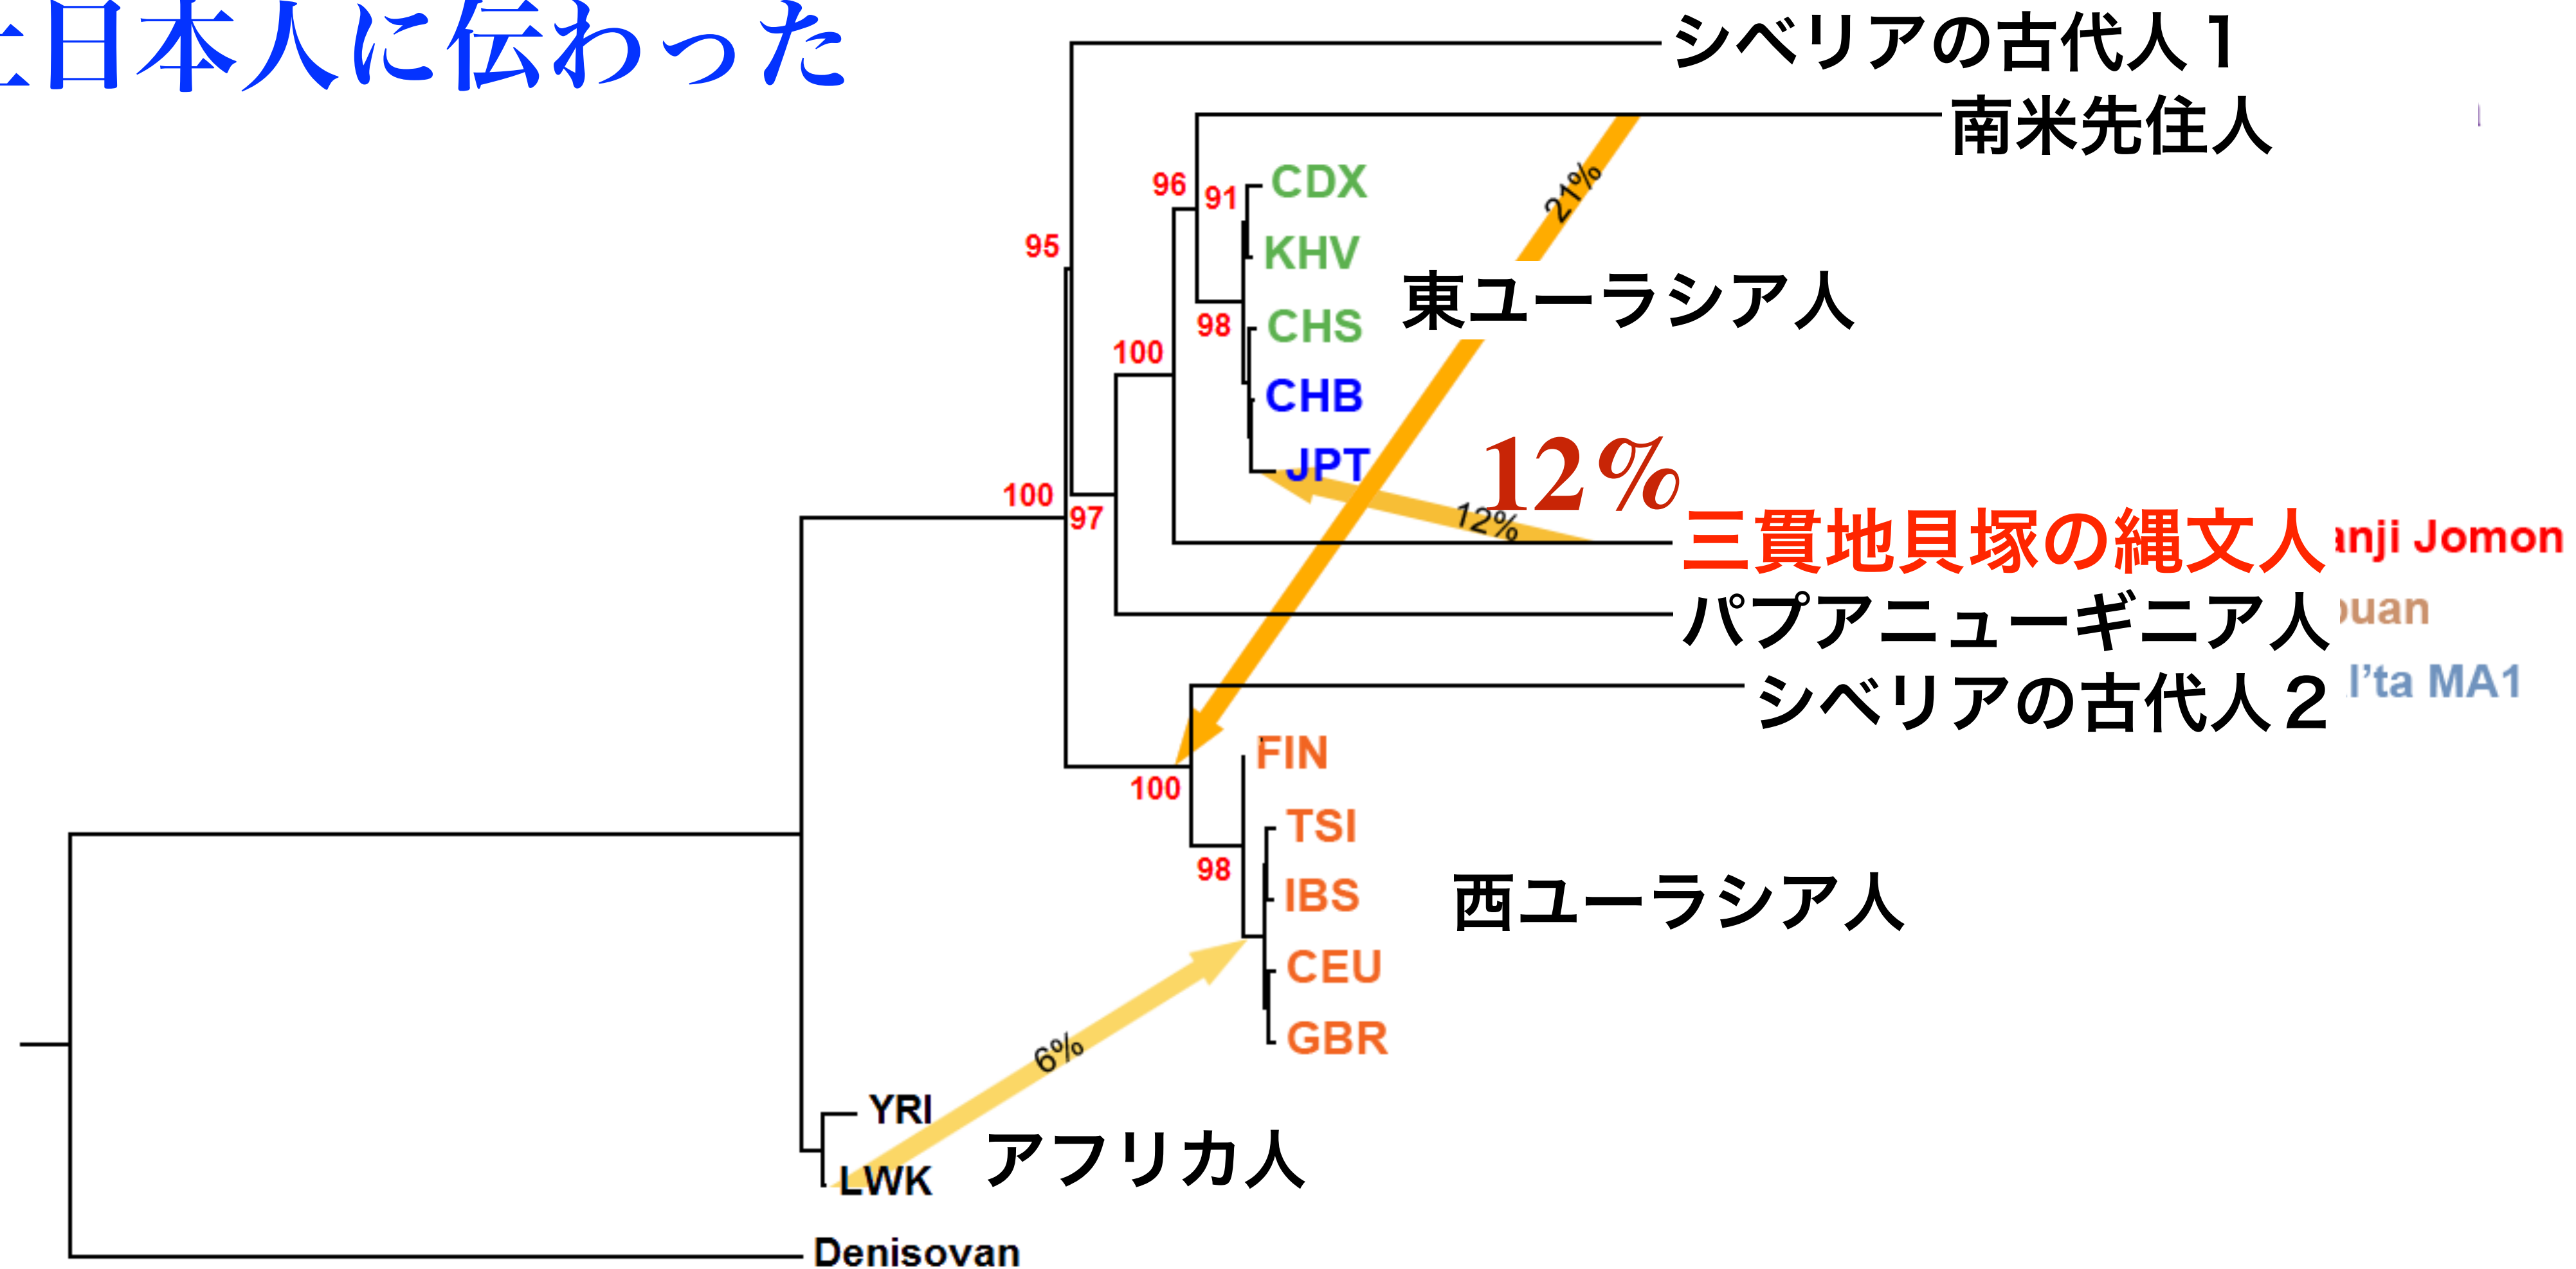 日本人に伝わった
シベリアの古代人１
南米先住人
96
91
CDX
21%
95
KHV
東ユーラシア人
98
CHS
100
CHB
12%
JPT
100
97
12%
三貫地貝塚の縄文人
anji Jomon
パプアニューギニア人
puan
シベリアの古代人２
l'ta MA1
FIN
100
TSI
98
IBS
西ユーラシア人
CEU
GBR
6%
YRI
アフリカ人
LWK
Denisovan